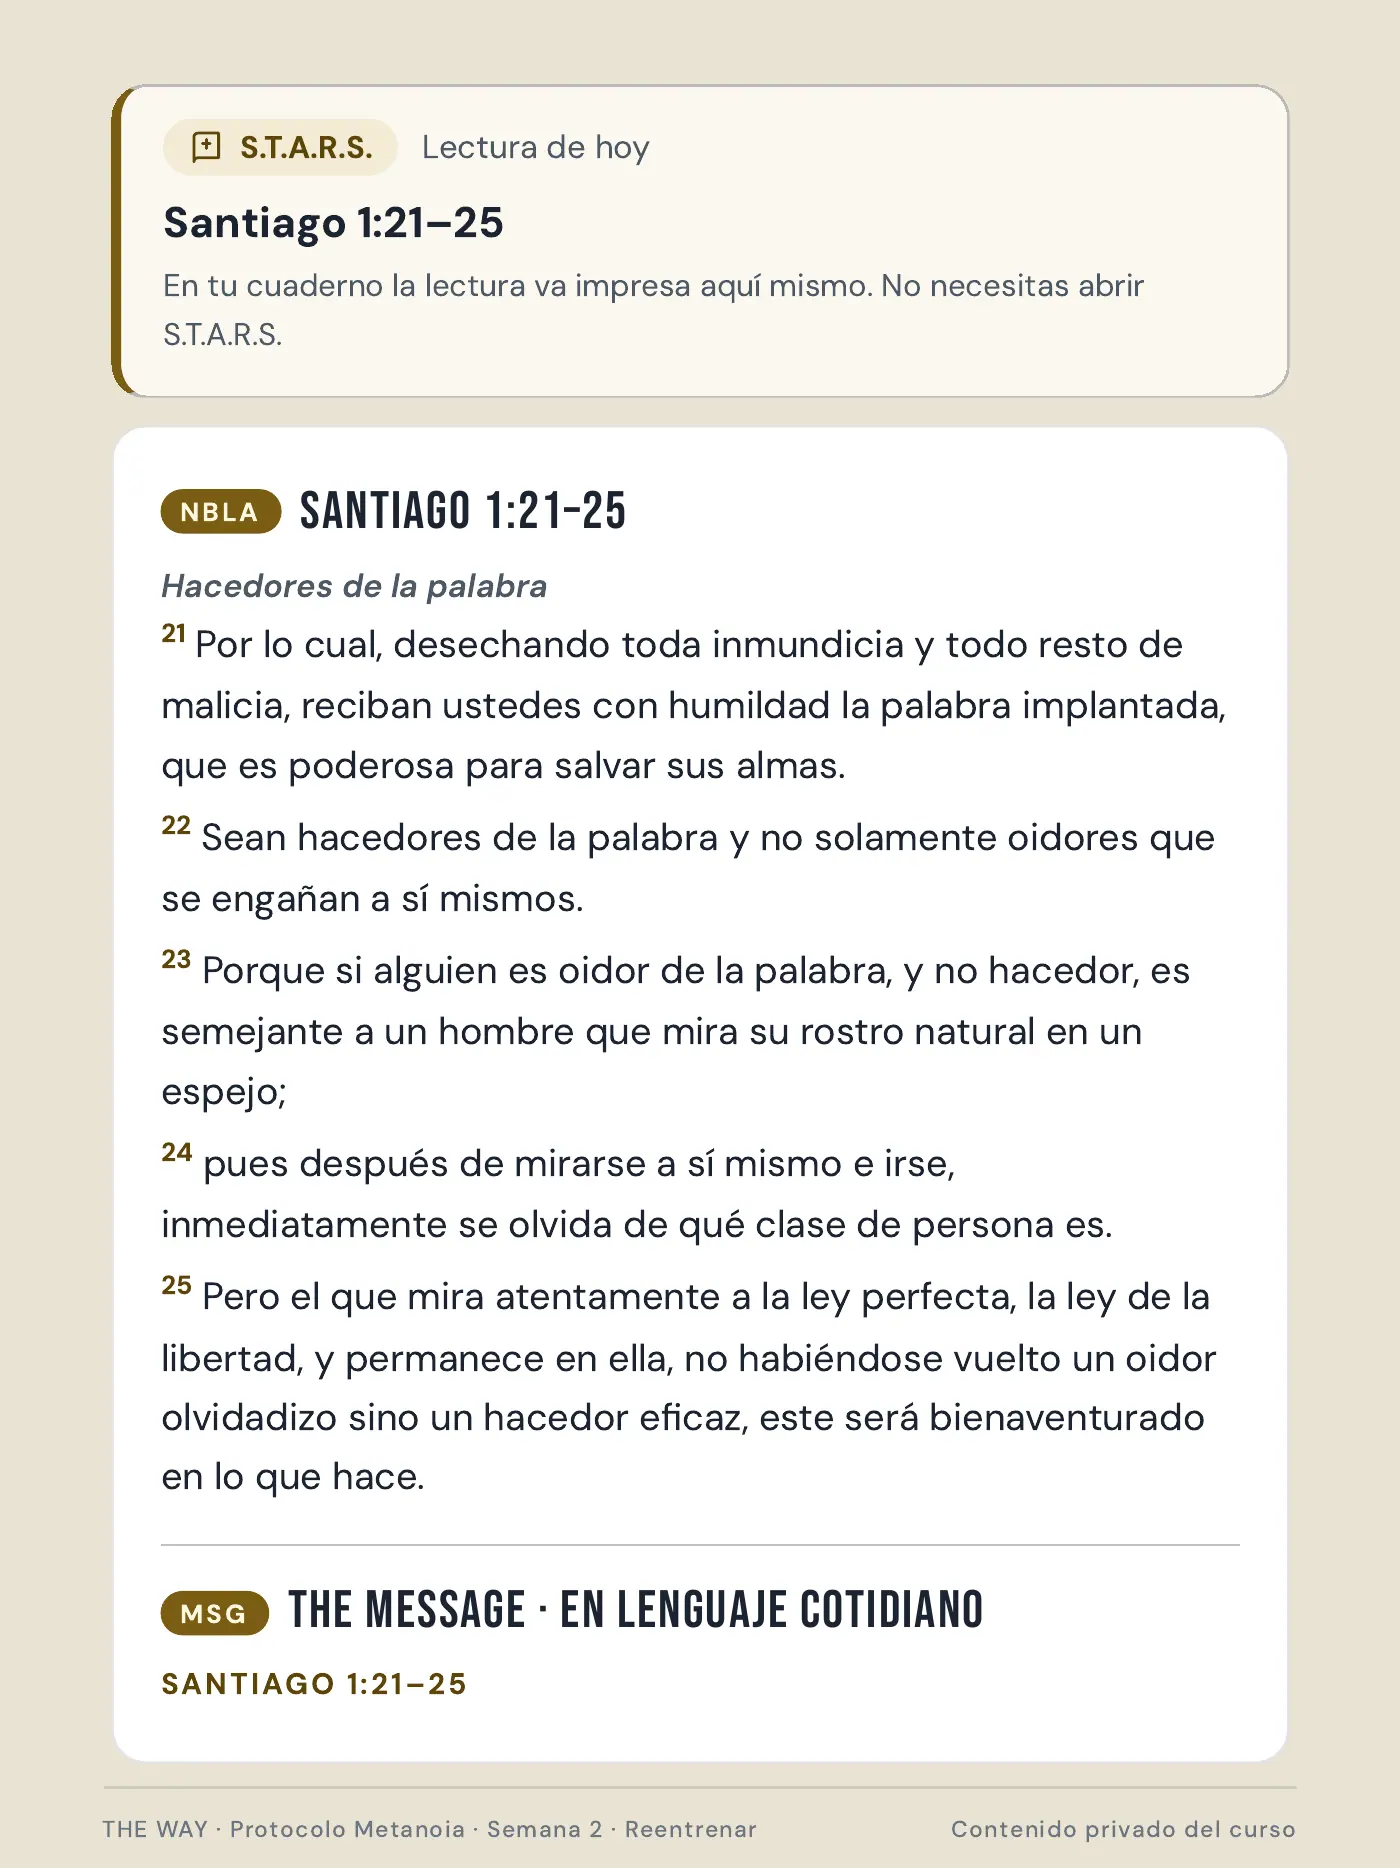 S.T.A.R.S. Lectura de hoy
Santiago 1:21–25
En tu cuaderno la lectura va impresa aquí mismo. No necesitas abrir
S.T.A.R.S.
NBLA SANTIAGO 1:21–25
Hacedores de la palabra
21 Por lo cual, desechando toda inmundicia y todo resto de
malicia, reciban ustedes con humildad la palabra implantada,
que es poderosa para salvar sus almas.
22 Sean hacedores de la palabra y no solamente oidores que
se engañan a sí mismos.
23 Porque si alguien es oidor de la palabra, y no hacedor, es
semejante a un hombre que mira su rostro natural en un
espejo;
24 pues después de mirarse a sí mismo e irse,
inmediatamente se olvida de qué clase de persona es.
25 Pero el que mira atentamente a la ley perfecta, la ley de la
libertad, y permanece en ella, no habiéndose vuelto un oidor
olvidadizo sino un hacedor eficaz, este será bienaventurado
en lo que hace.
MSG THE MESSAGE · EN LENGUAJE COTIDIANO
SANTIAGO 1:21–25
THE WAY · Protocolo Metanoia · Semana 2 · Reentrenar Contenido privado del curso